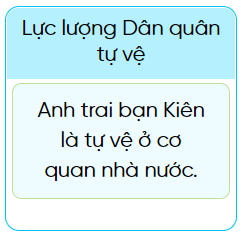 Lực lượng Dân quân
tự vệ
Anh trai bạn Kiên
là tự vệ ở cơ
quan nhà nước.